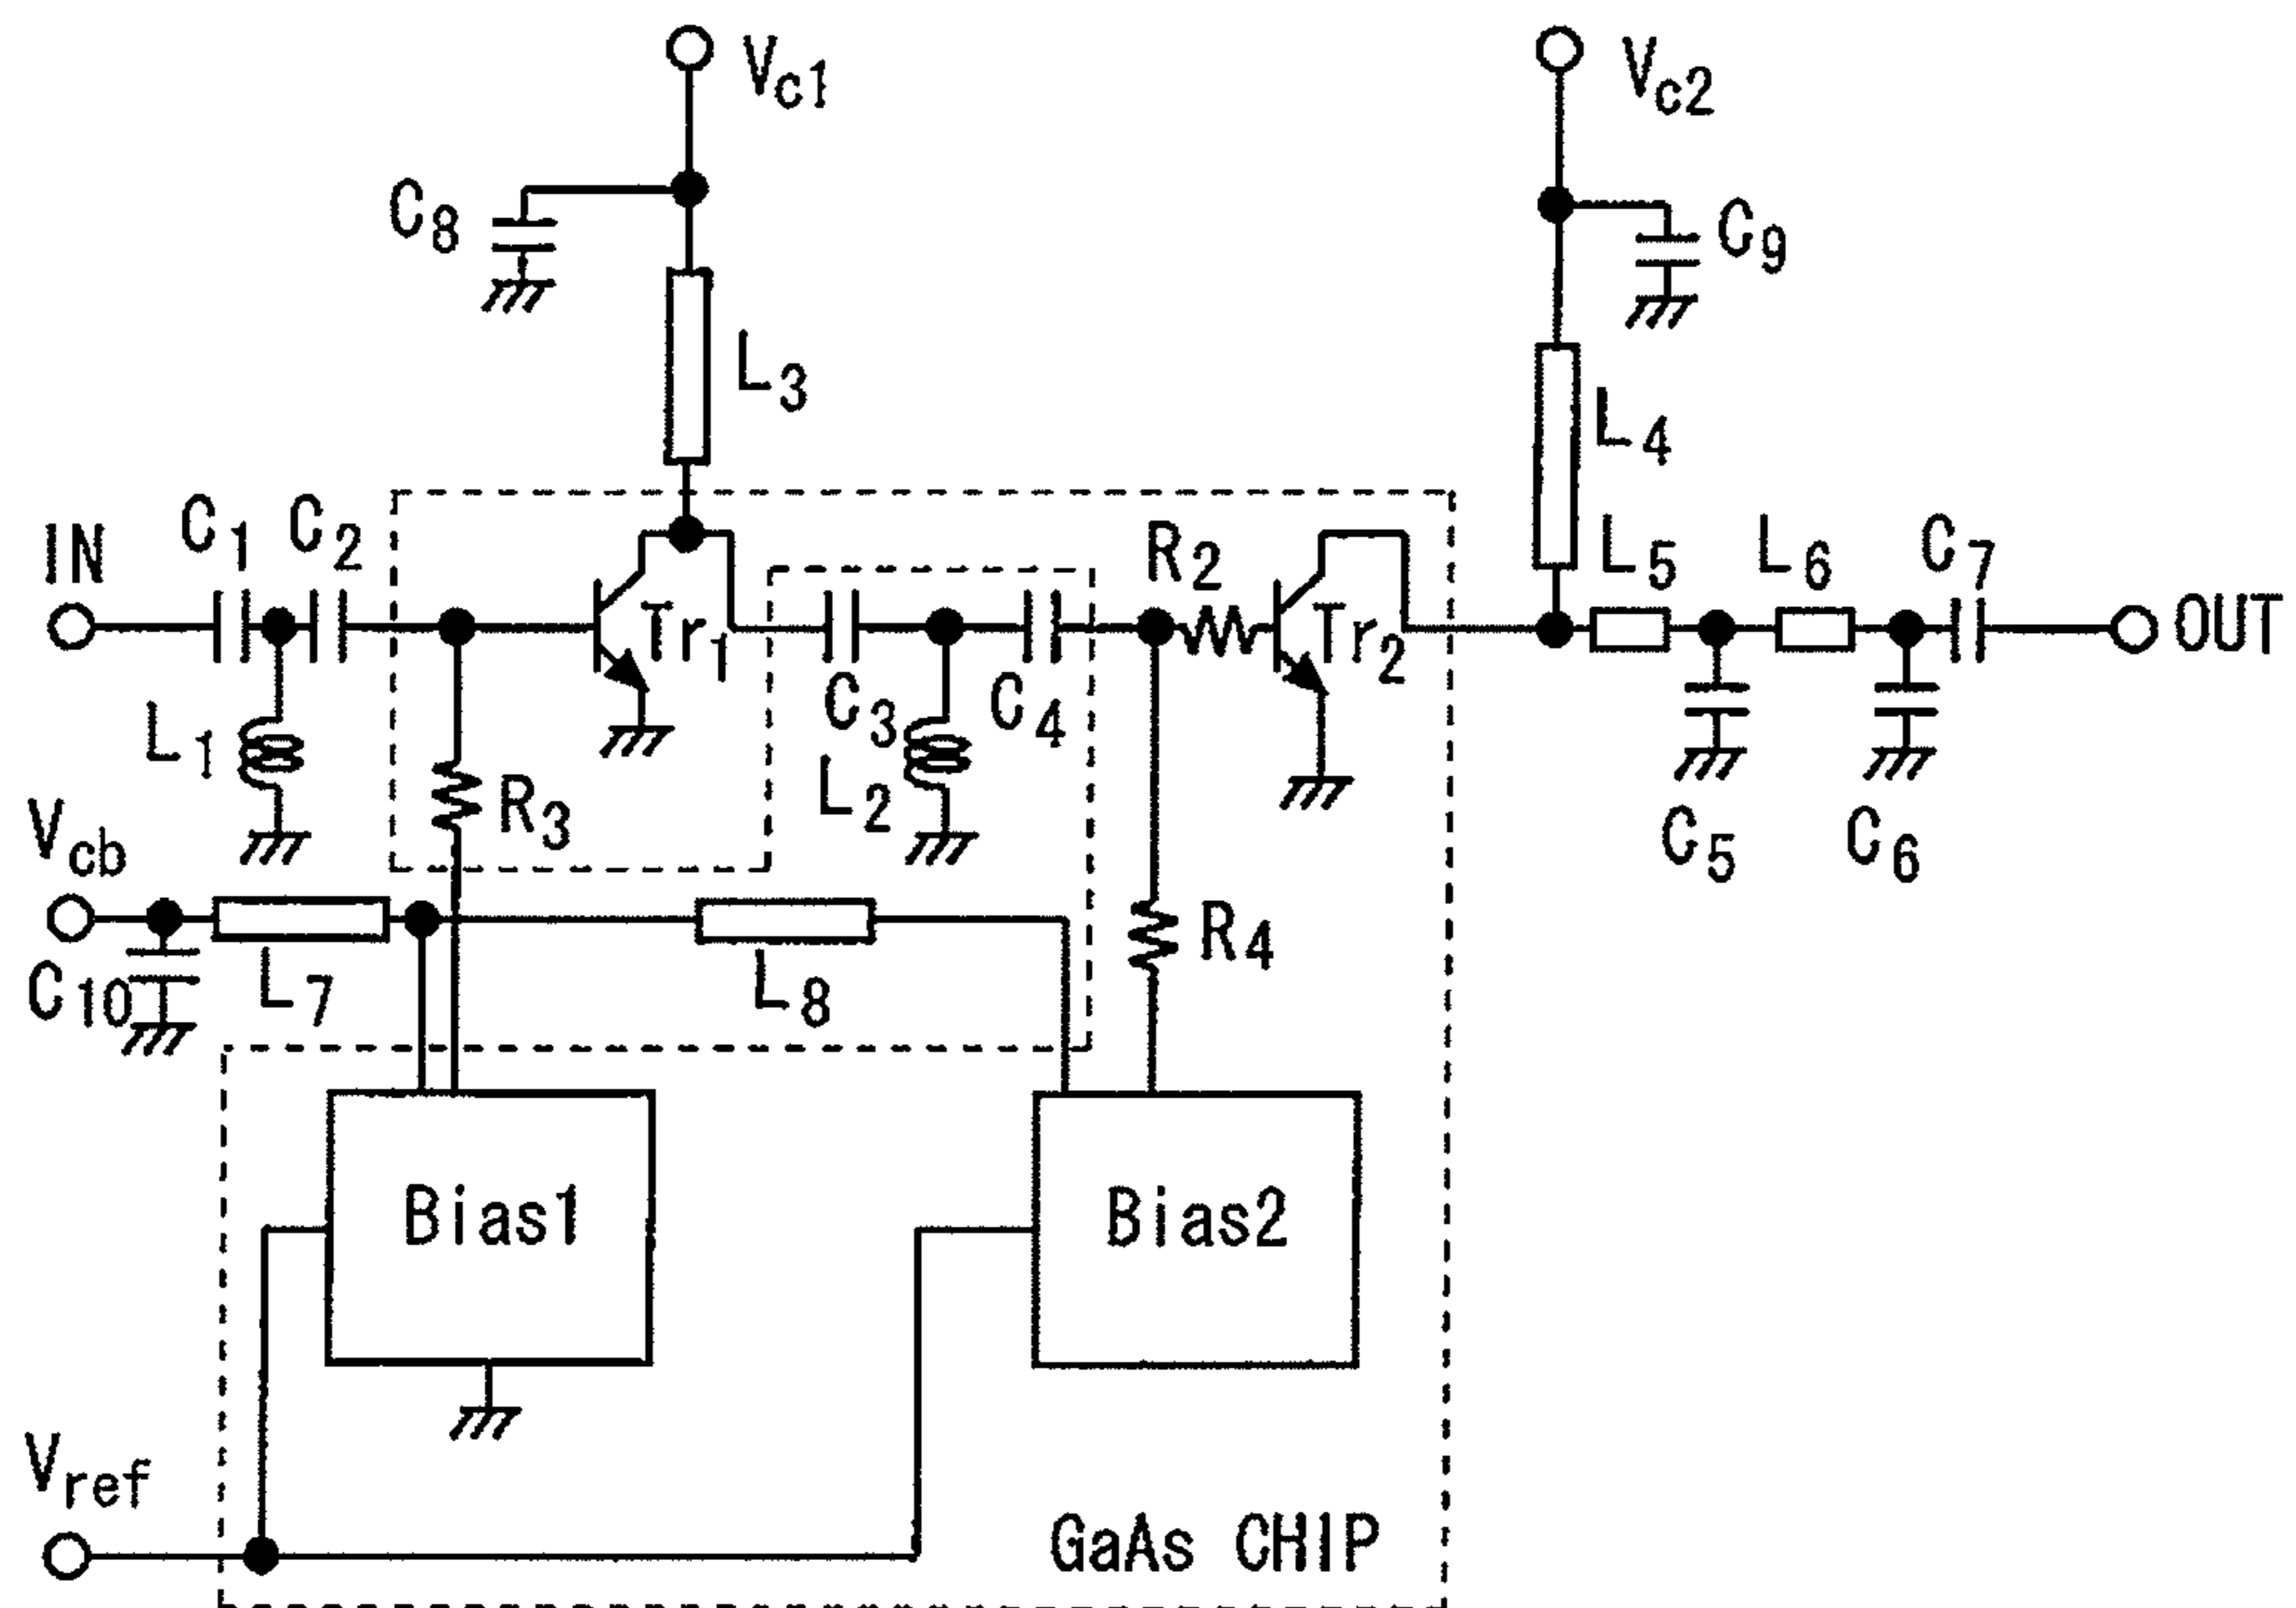 Vc1
Vc2
C8
C9
L3
L4
IN
C1
C2
R2
L5
L6
C7
Tr1
Tr2
OUT
C3
C4
L1
L2
R3
C5
C6
Vcb
R4
C10
L7
L8
Bias1
Bias2
Vref
GaAs CHIP